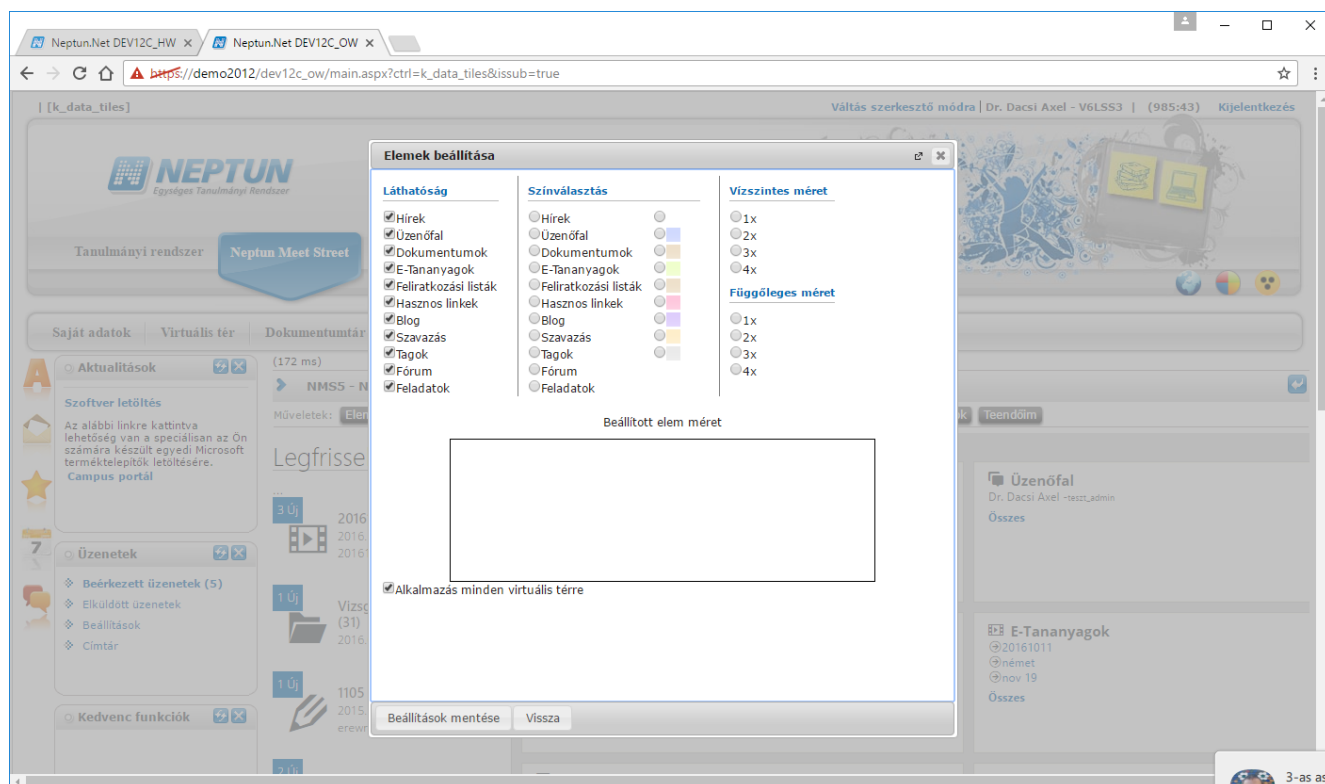 Neptun.Net DEV12C_HW
Neptun.Net DEV12C_OW
https://demo2012/dev12c_ow/main.aspx?ctrl=k_data_tiles&issub=true
| [k_data_tiles]
Váltás szerkesztő módra | Dr. Dacsi Axel - V6LSS3 | (985:43) Kijelentkezés
NEPTUN
Egységes Tanulmányi Rendszer
Tanulmányi rendszer
Neptun Meet Street
Saját adatok
Virtuális tér
Dokumentumtár
Aktualitások
Szoftver letöltés
Az alábbi linkre kattintva
lehetőség van a speciálisan az Ön
számára készült egyedi Microsoft
terméktelepítők letöltésére.
Campus portál
7
Üzenetek
Beérkezett üzenetek (5)
Elküldött üzenetek
Beállítások
Címtár
Kedvenc funkciók
(172 ms)
NMS5 - N
Műveletek: Elem
Teendőim
Legfrisse
...
3 Új
2016
2016.
2016
1 Új
Vizsg
(31)
2016.
1 Új
1105
2015.
erewr
2 Új
Elemek beállítása
Láthatóság
Hírek
Üzenőfal
Dokumentumok
E-Tananyagok
Feliratkozási listák
Hasznos linkek
Blog
Szavazás
Tagok
Fórum
Feladatok
Színválasztás
Hírek
Üzenőfal
Dokumentumok
E-Tananyagok
Feliratkozási listák
Hasznos linkek
Blog
Szavazás
Tagok
Fórum
Feladatok
Vízszintes méret
1x
2x
3x
4x
Függőleges méret
1x
2x
3x
4x
Beállított elem méret
Alkalmazás minden virtuális térre
Beállítások mentése
Vissza
Üzenőfal
Dr. Dacsi Axel -teszt_admin
Összes
E-Tananyagok
20161011
német
nov 19
Összes
3-as as